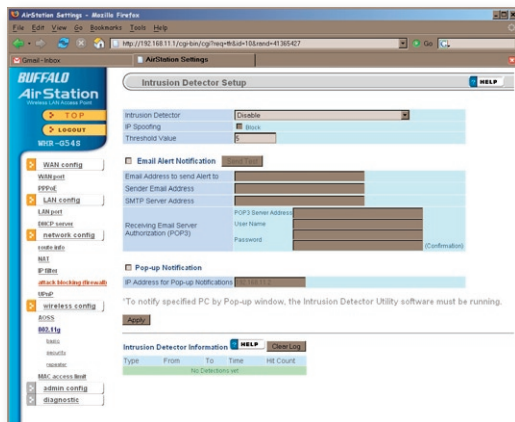 AirStation Settings - Mozilla Firefox
File Edit View Go Bookmarks Tools Help
http://192.168.11.1/cgi-bin/cgi?req=frm&id=10&rand=41365427
Go
Gmail - Inbox
AirStation Settings
BUFFALO
AirStation
Wireless LAN Access Point
TOP
LOGOUT
WHR-G54S
WAN config
WAN port
PPPoE
LAN config
LAN port
DHCP server
network config
route info
NAT
IP filter
attack blocking (firewall)
UPnP
wireless config
AOSS
802.11g
basic
security
repeater
MAC access limit
admin config
diagnostic
Intrusion Detector Setup
HELP
Intrusion Detector Disable
IP Spoofing Block
Threshold Value 5
Email Alert Notification Send Test
Email Address to send Alert to
Sender Email Address
SMTP Server Address
Receiving Email Server Authorization (POP3)
POP3 Server Address
User Name
Password
(Confirmation)
Pop-up Notification
IP Address for Pop-up Notifications 192.168.11.2
*To notify specified PC by Pop-up window, the Intrusion Detector Utility software must be running.
Apply
Intrusion Detector Information HELP Clear Log
Type From To Time Hit Count
No Detections yet